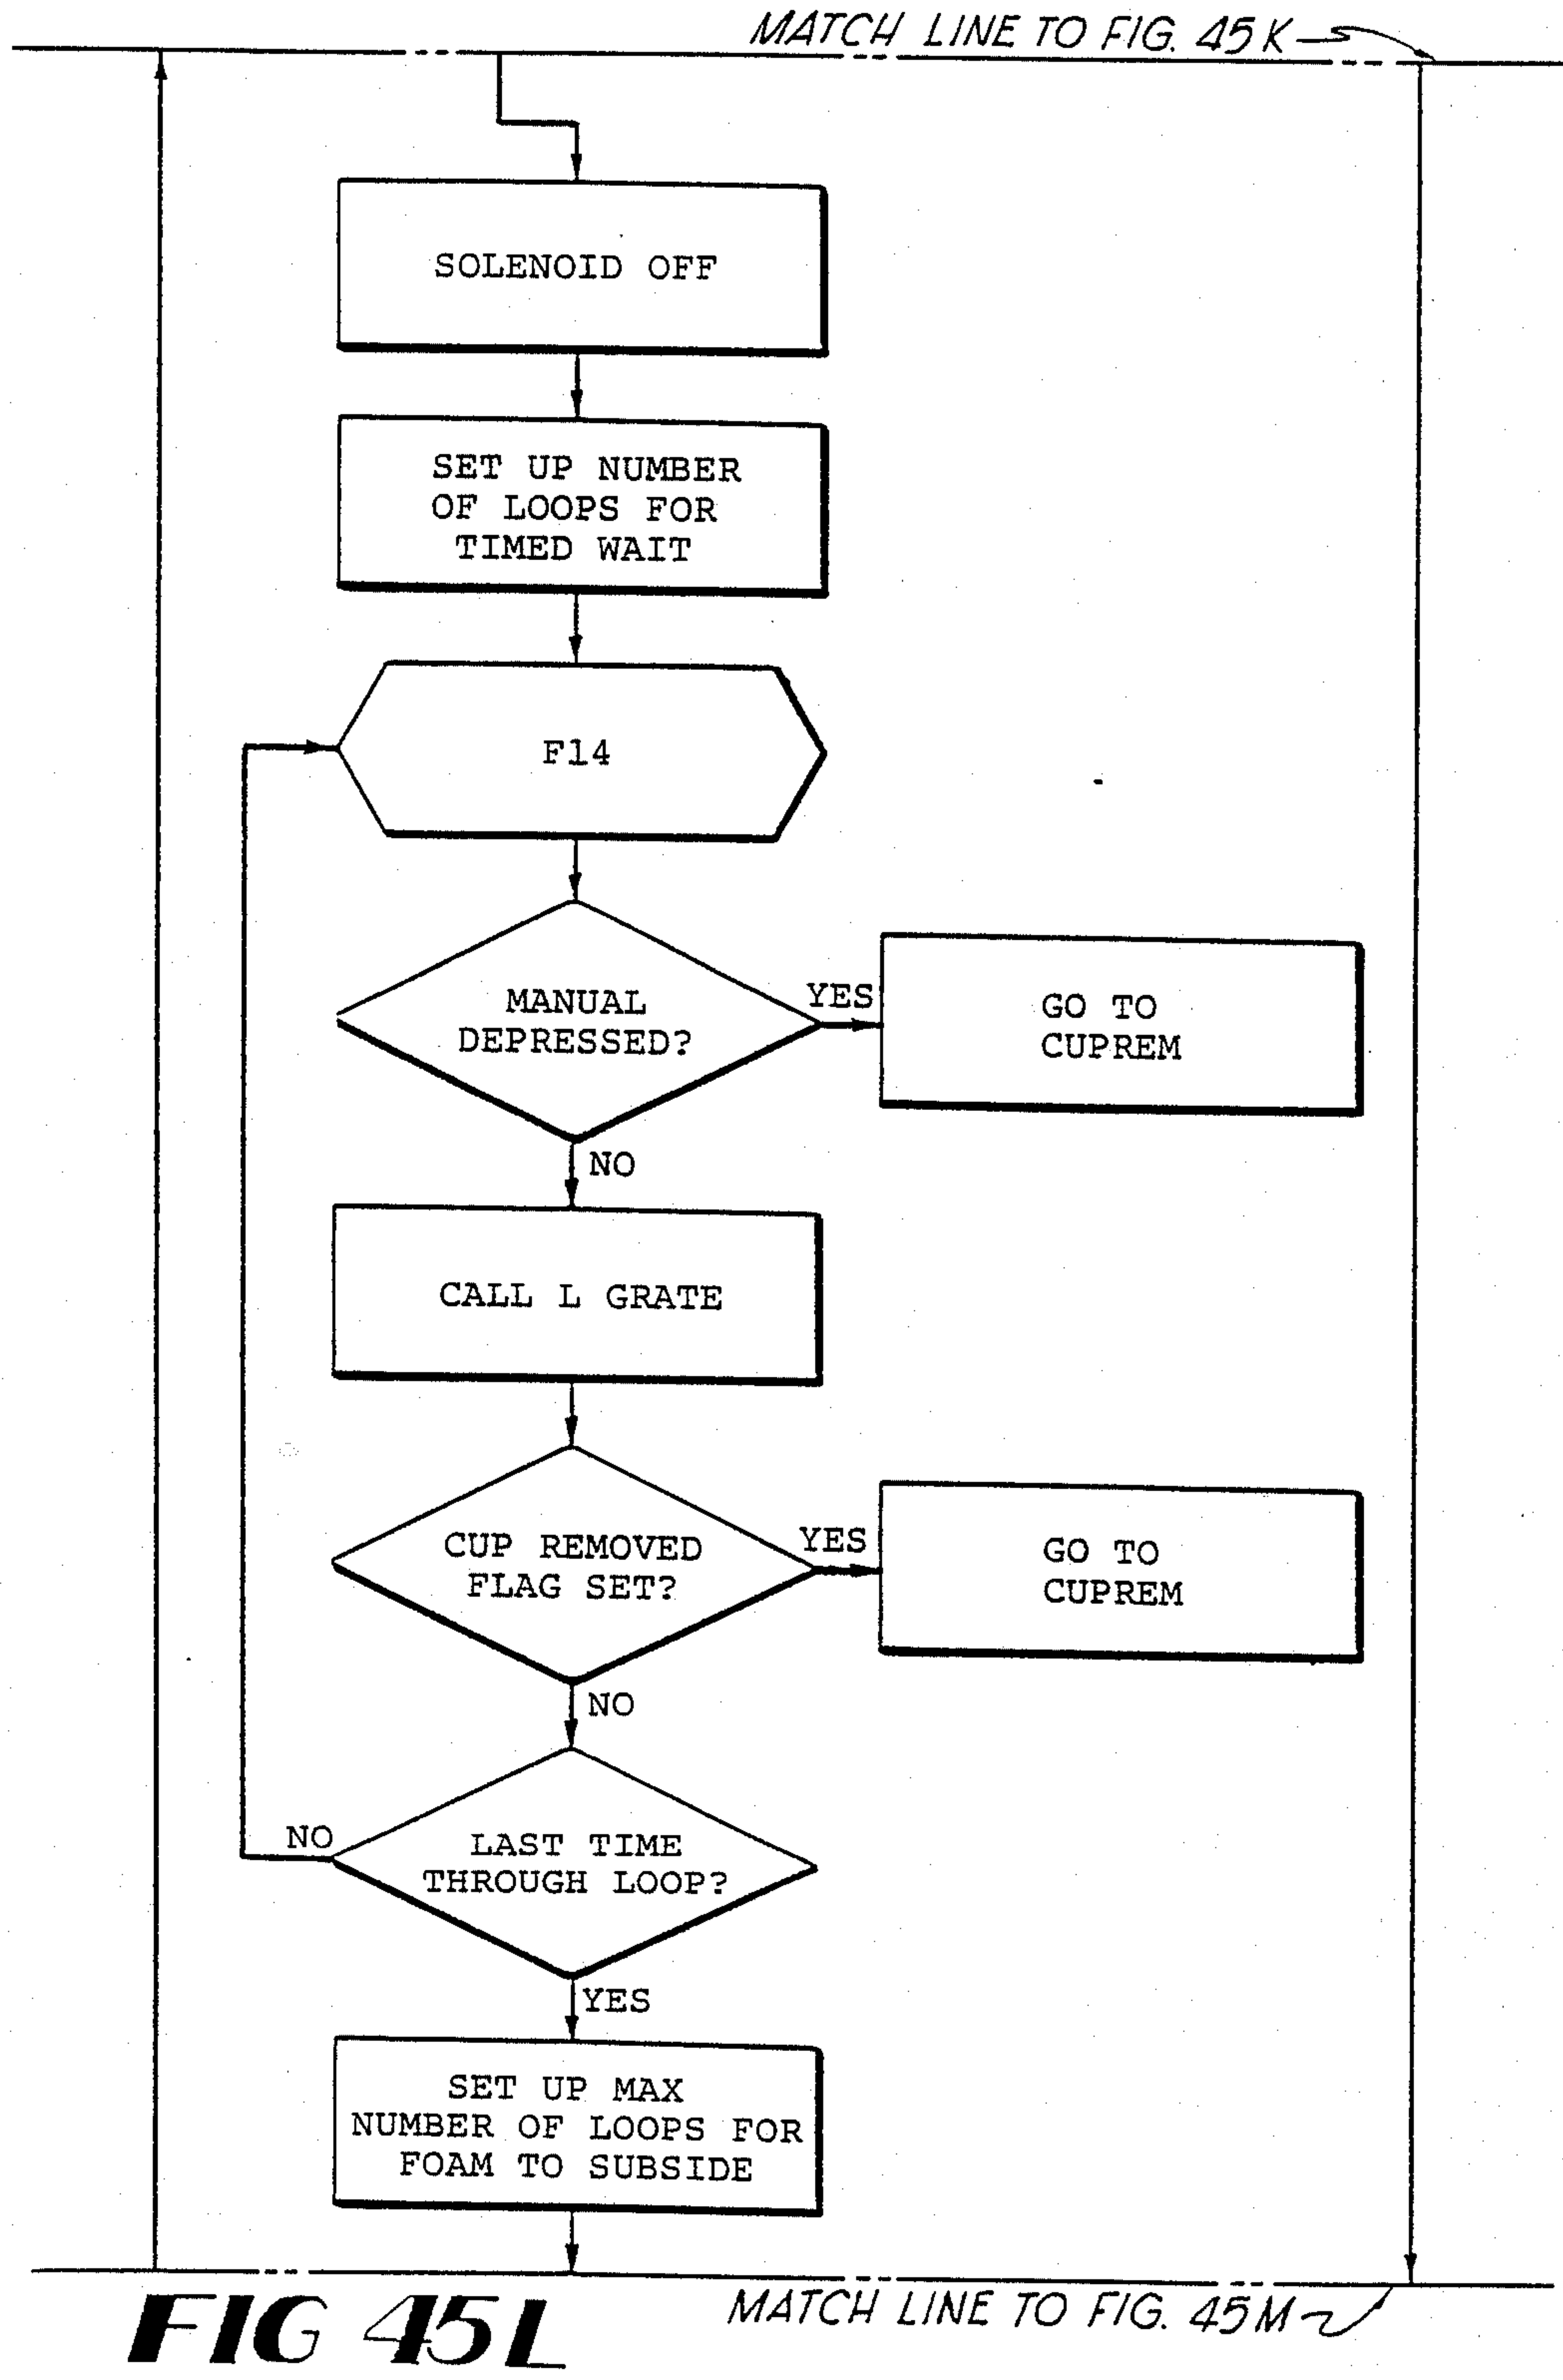 MATCH LINE TO FIG. 45K
SOLENOID OFF
SET UP NUMBER
OF LOOPS FOR
TIMED WAIT
F14
MANUAL
DEPRESSED?
YES
GO TO
CUPREM
NO
CALL L GRATE
CUP REMOVED
FLAG SET?
YES
GO TO
CUPREM
NO
LAST TIME
THROUGH LOOP?
NO
YES
SET UP MAX
NUMBER OF LOOPS FOR
FOAM TO SUBSIDE
FIG 45L
MATCH LINE TO FIG. 45M